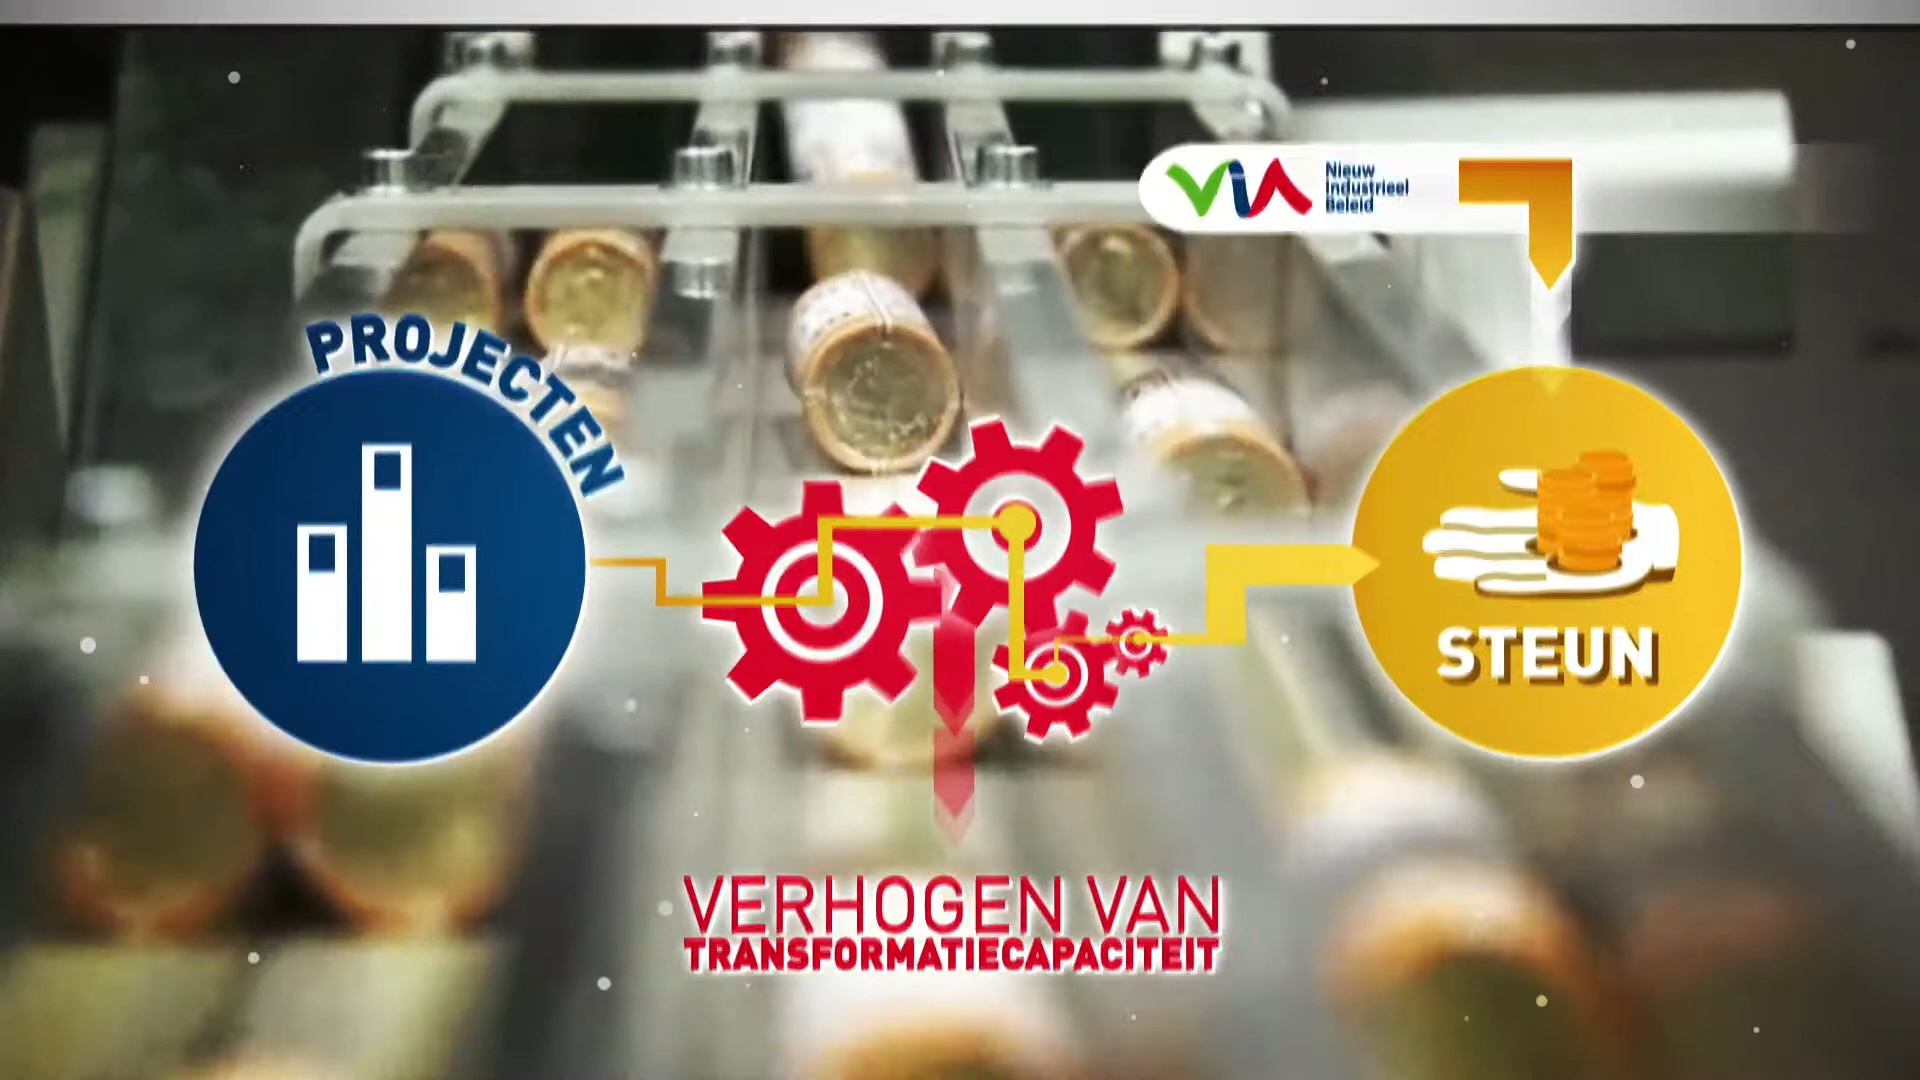 VIA
Nieuw
Industrieel
Beleid
PROJECTEN
STEUN
VERHOGEN VAN
TRANSFORMATIECAPACITEIT